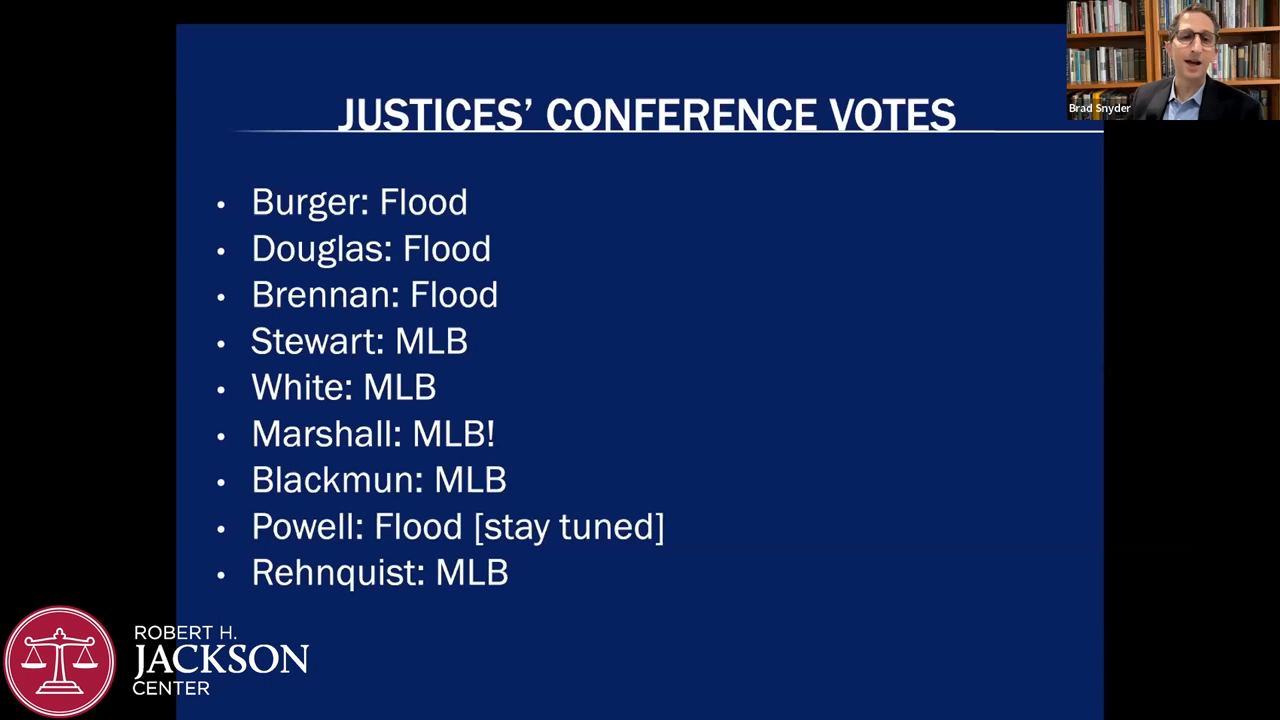 JUSTICES’ CONFERENCE VOTES
Brad Snyder
• Burger: Flood
• Douglas: Flood
• Brennan: Flood
• Stewart: MLB
• White: MLB
• Marshall: MLB!
• Blackmun: MLB
• Powell: Flood [stay tuned]
• Rehnquist: MLB
ROBERT H.
JACKSON
CENTER